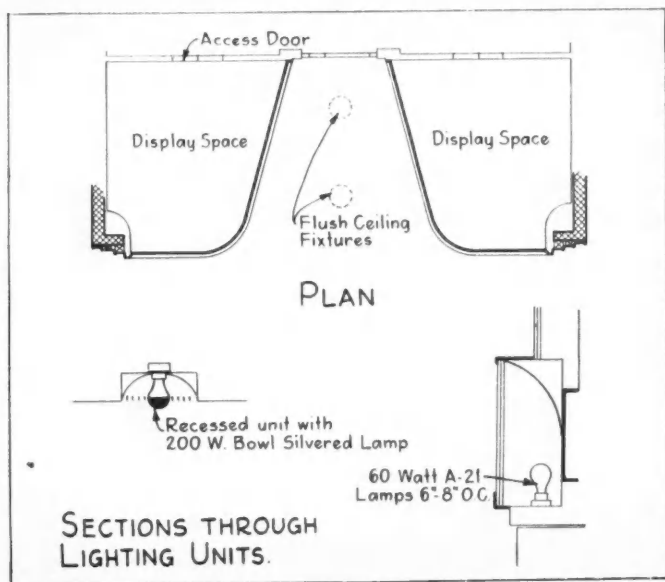 Access Door
Display Space
Display Space
Flush Ceiling
Fixtures
PLAN
Recessed unit with
200 W. Bowl Silvered Lamp
60 Watt A-21
Lamps 6"-8" O.C.
SECTIONS THROUGH
LIGHTING UNITS.